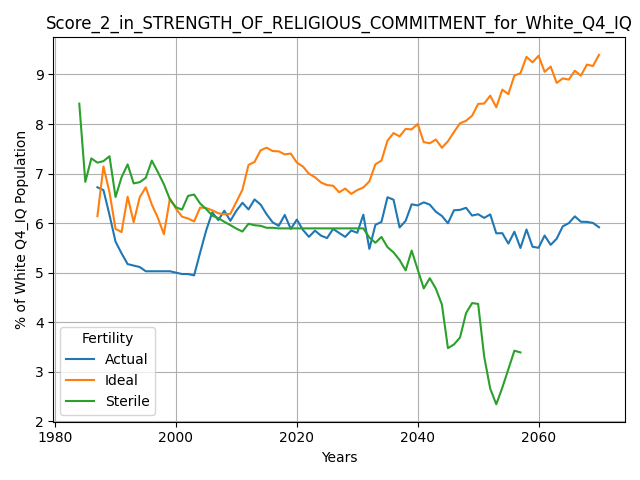 Score_2_in_STRENGTH_OF_RELIGIOUS_COMMITMENT_for_White_Q4_IQ
% of White Q4_IQ Population
9
8
7
6
5
4
3
2
Fertility
Actual
Ideal
Sterile
1980
2000
2020
2040
2060
Years